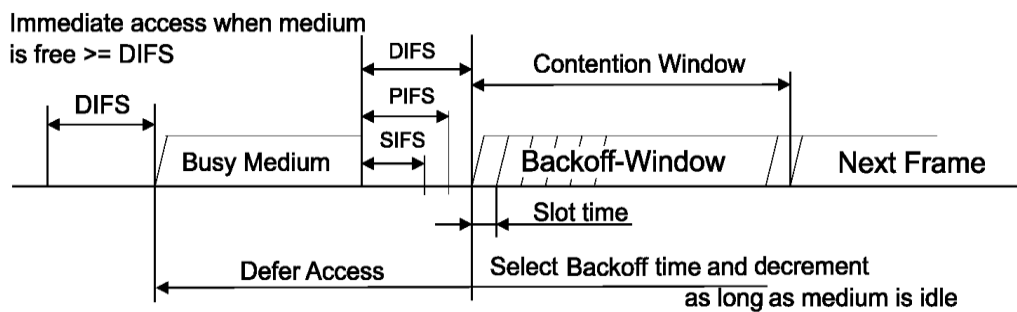 Immediate access when medium
is free >= DIFS
DIFS
DIFS
PIFS
SIFS
Contention Window
Busy Medium
Backoff-Window
Next Frame
Slot time
Defer Access
Select Backoff time and decrement
as long as medium is idle